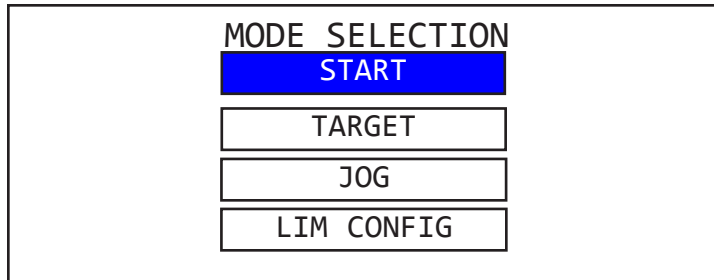 MODE SELECTION
START
TARGET
JOG
LIM CONFIG